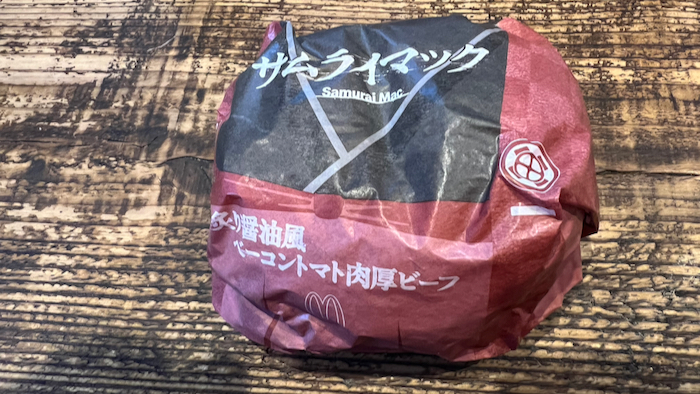 サムライマック
Samurai Mac
炙り醤油風
ベーコントマト肉厚ビーフ